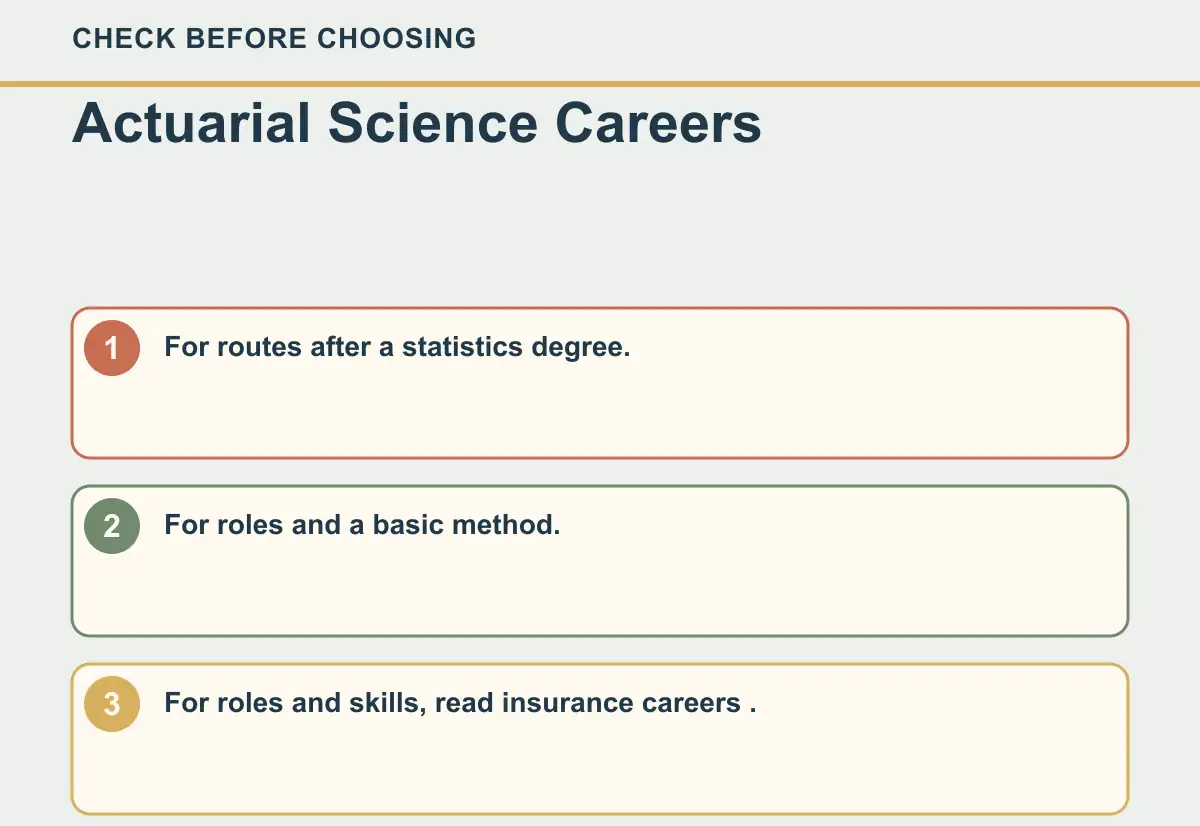 CHECK BEFORE CHOOSING
Actuarial Science Careers
1
For routes after a statistics degree.
2
For roles and a basic method.
3
For roles and skills, read insurance careers .